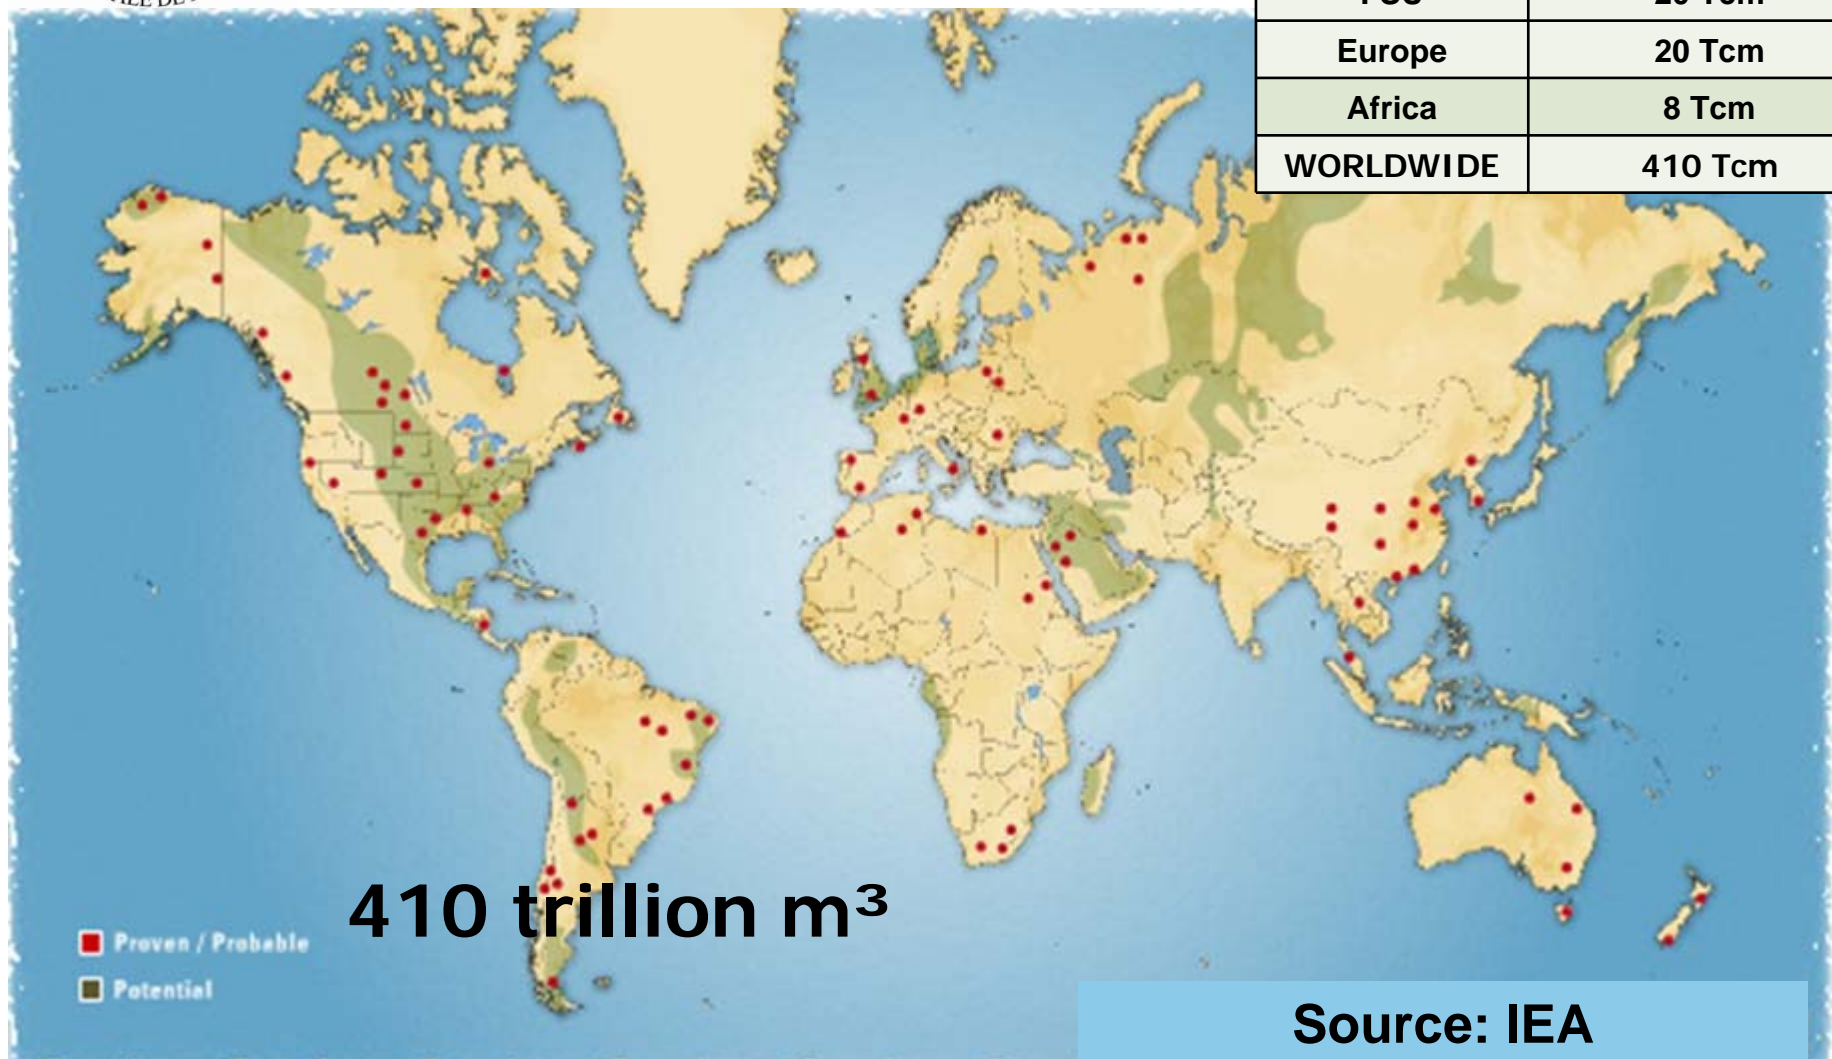 Europe 20 Tcm
Africa 8 Tcm
WORLDWIDE 410 Tcm
410 trillion m³
Proven / Probable
Potential
Source: IEA